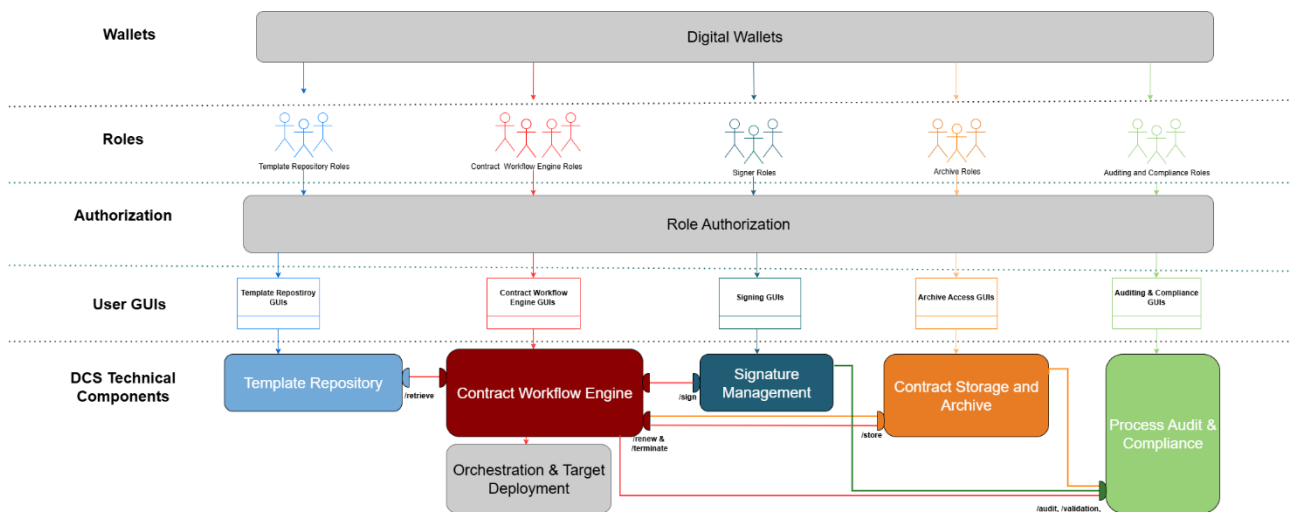 Wallets
Digital Wallets
Roles
Template Repository Roles
Contract Workflow Engine Roles
Signer Roles
Archive Roles
Auditing and Compliance Roles
Authorization
Role Authorization
User GUIs
Template Repostiroy
GUIs
Contract Workflow
Engine GUIs
Signing GUIs
Archive Access GUIs
Auditing & Compliance
GUIs
DCS Technical
Components
Template Repository
/retrieve
Contract Workflow Engine
/sign
Signature
Management
Contract Storage and
Archive
Process Audit &
Compliance
/renew &
/terminate
/store
Orchestration & Target
Deployment
/audit, /validation,